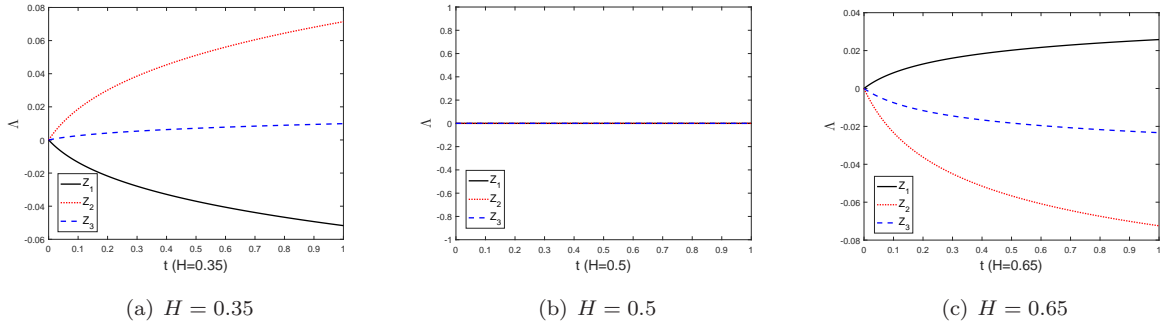 0.08
0.06
0.04
0.02
0
-0.02
-0.04
-0.06
Λ
Z1
Z2
Z3
0 0.1 0.2 0.3 0.4 0.5 0.6 0.7 0.8 0.9 1
t (H=0.35)
(a) H = 0.35
1
0.8
0.6
0.4
0.2
0
-0.2
-0.4
-0.6
-0.8
-1
Λ
Z1
Z2
Z3
0 0.1 0.2 0.3 0.4 0.5 0.6 0.7 0.8 0.9 1
t (H=0.5)
(b) H = 0.5
0.04
0.02
0
-0.02
-0.04
-0.06
-0.08
Λ
Z1
Z2
Z3
0 0.1 0.2 0.3 0.4 0.5 0.6 0.7 0.8 0.9 1
t (H=0.65)
(c) H = 0.65